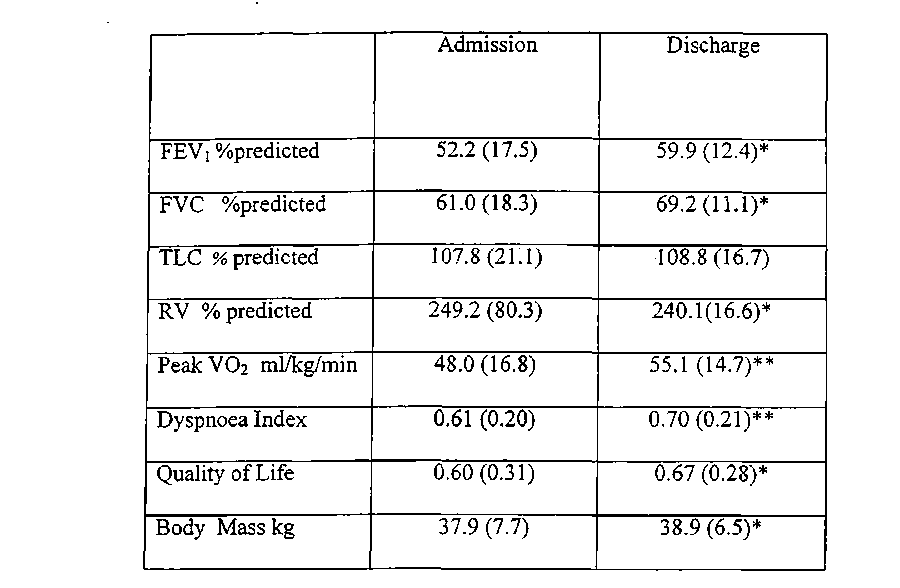 Admission Discharge
FEV₁ %predicted 52.2 (17.5) 59.9 (12.4)*
FVC %predicted 61.0 (18.3) 69.2 (11.1)*
TLC % predicted 107.8 (21.1) 108.8 (16.7)
RV % predicted 249.2 (80.3) 240.1(16.6)*
Peak VO₂ ml/kg/min 48.0 (16.8) 55.1 (14.7)**
Dyspnoea Index 0.61 (0.20) 0.70 (0.21)**
Quality of Life 0.60 (0.31) 0.67 (0.28)*
Body Mass kg 37.9 (7.7) 38.9 (6.5)*